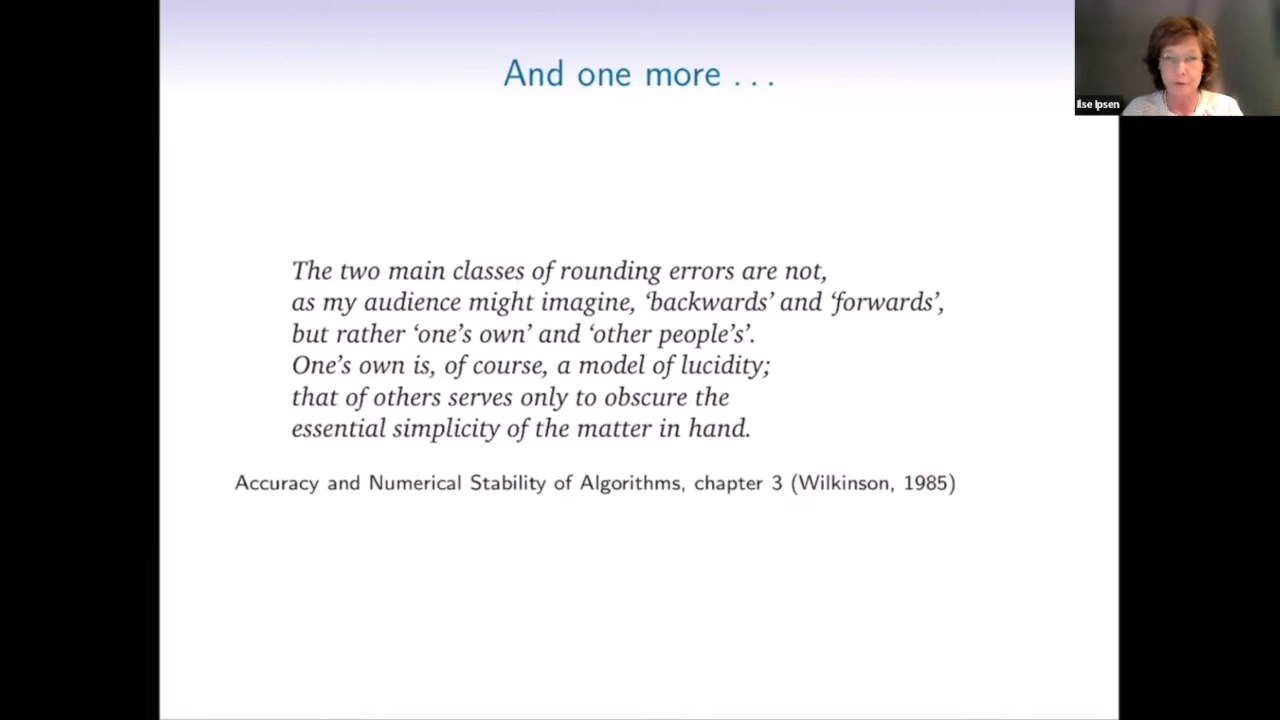 And one more . . .
Ilse Ipsen
The two main classes of rounding errors are not,
as my audience might imagine, ‘backwards’ and ‘forwards’,
but rather ‘one’s own’ and ‘other people’s’.
One’s own is, of course, a model of lucidity;
that of others serves only to obscure the
essential simplicity of the matter in hand.
Accuracy and Numerical Stability of Algorithms, chapter 3 (Wilkinson, 1985)